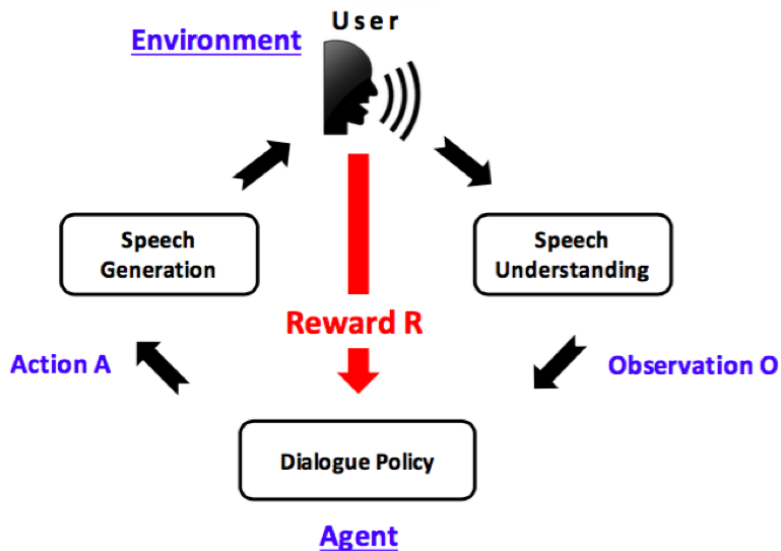 User
Environment
Speech
Generation
Speech
Understanding
Reward R
Action A
Observation O
Dialogue Policy
Agent